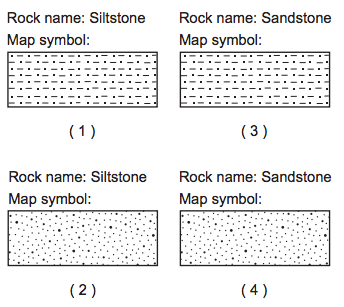 Rock name: Siltstone
Map symbol:
( 1 )
Rock name: Sandstone
Map symbol:
( 3 )
Rock name: Siltstone
Map symbol:
( 2 )
Rock name: Sandstone
Map symbol:
( 4 )